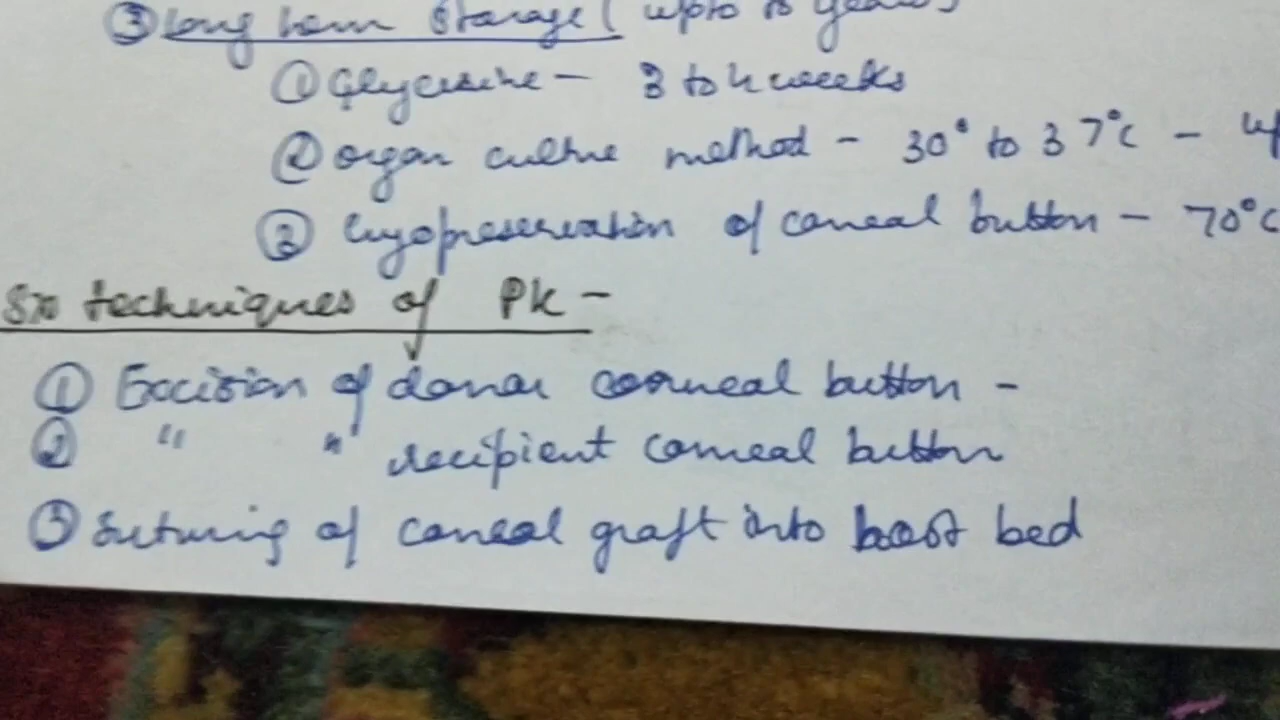 ③ Long term storage ( upto years )
① Glycerine - 3 to 4 weeks
② organ culture method - 30° to 37°C -
③ Cryopreservation of corneal button - 70°C
Sx techniques of PK -
① Excision of donor corneal button -
② " " recipient corneal button
③ Suturing of corneal graft into host bed